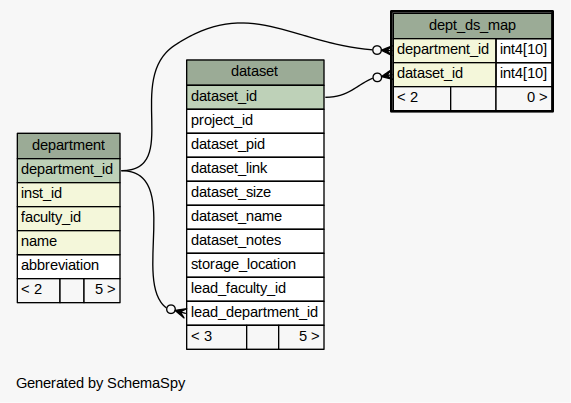 dept_ds_map
department_id int4[10]
dataset_id int4[10]
< 2 0 >
dataset
dataset_id
project_id
dataset_pid
dataset_link
dataset_size
dataset_name
dataset_notes
storage_location
lead_faculty_id
lead_department_id
< 3 5 >
department
department_id
inst_id
faculty_id
name
abbreviation
< 2 5 >
Generated by SchemaSpy